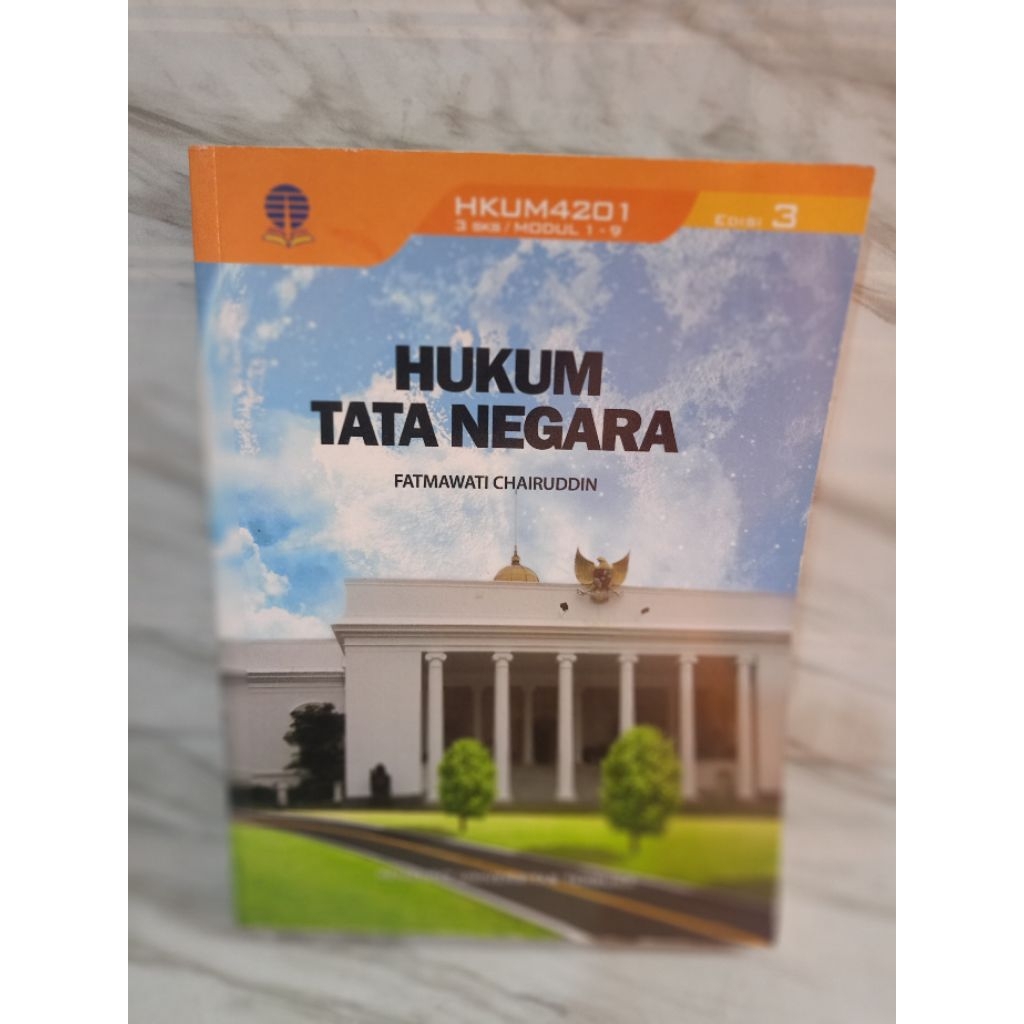 HKUM4201
3 SKS / MODUL 1 - 9
EDISI 3
HUKUM
TATA NEGARA
FATMAWATI CHAIRUDDIN